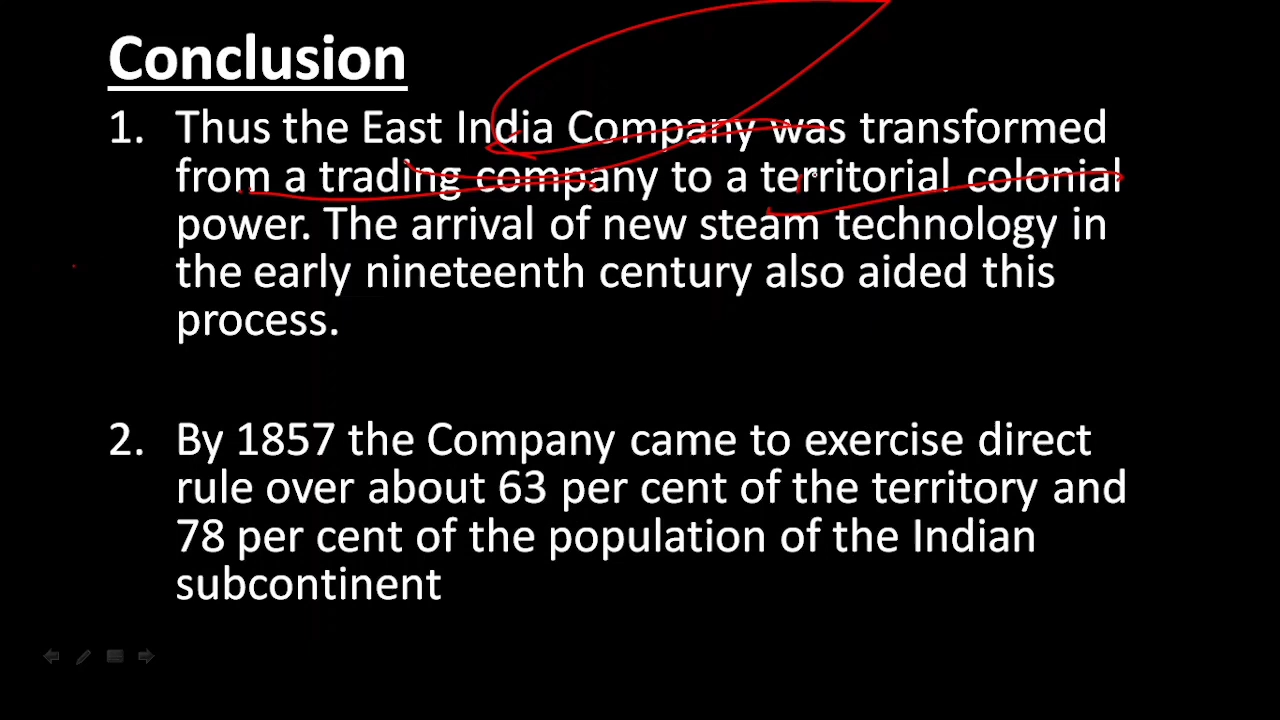 Conclusion
1. Thus the East India Company was transformed
from a trading company to a territorial colonial
power. The arrival of new steam technology in
the early nineteenth century also aided this
process.
2. By 1857 the Company came to exercise direct
rule over about 63 per cent of the territory and
78 per cent of the population of the Indian
subcontinent